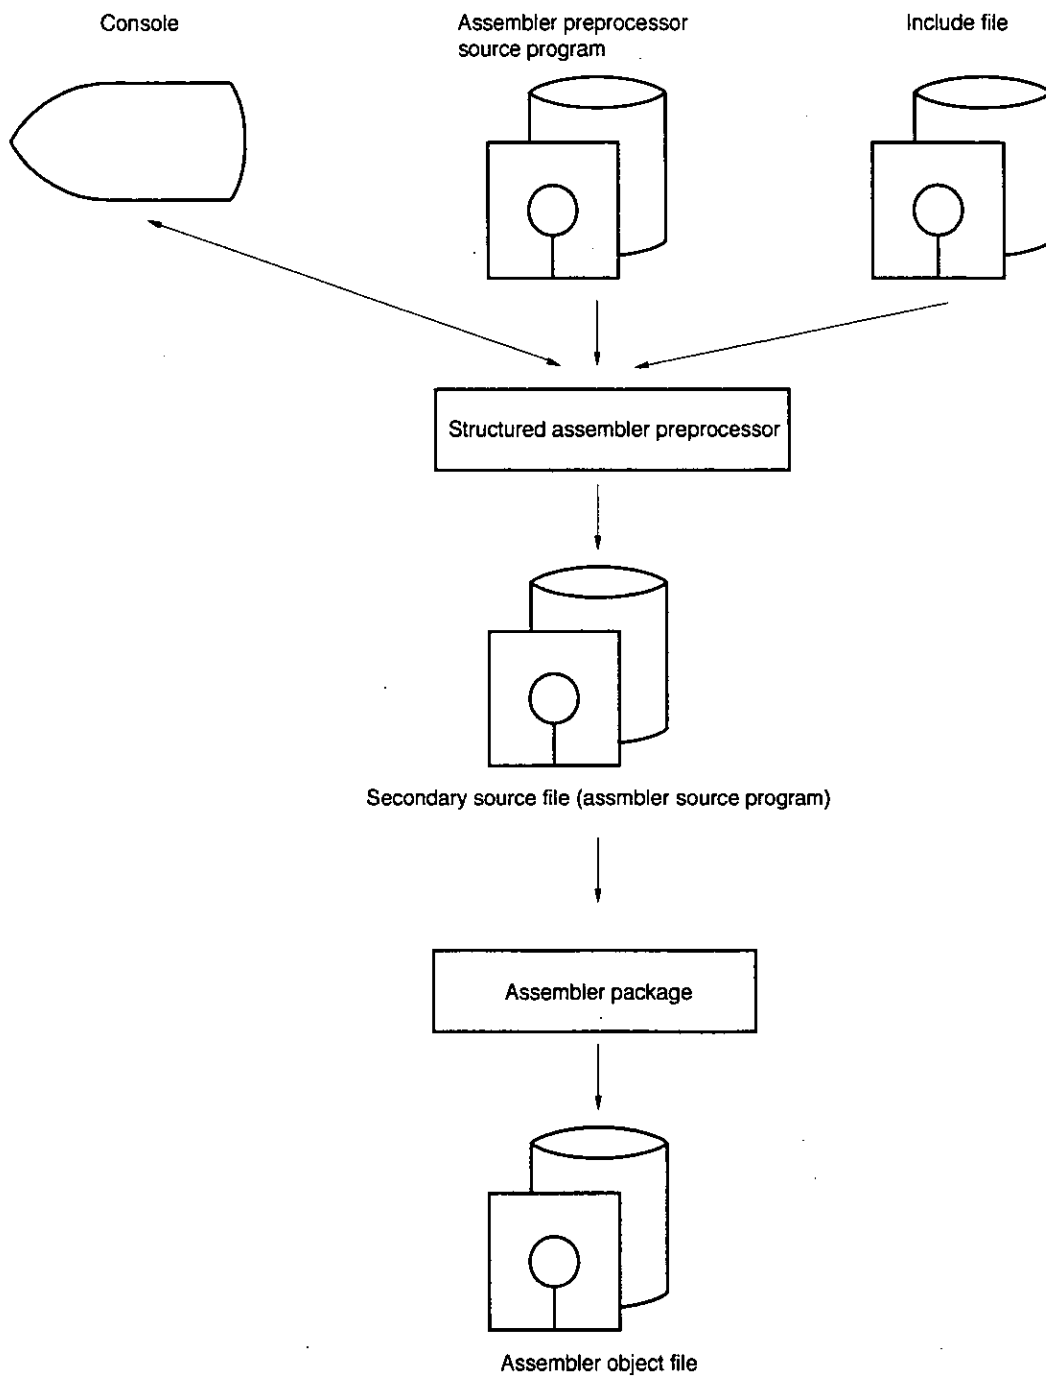 Console
Assembler preprocessor
source program
Include file
Structured assembler preprocessor
Secondary source file (assmbler source program)
Assembler package
Assembler object file